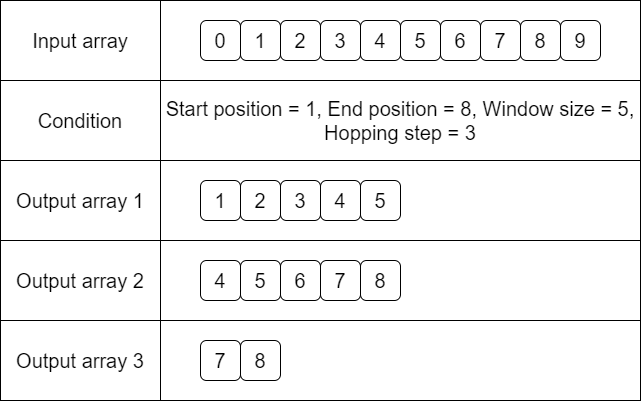 Input array 0 1 2 3 4 5 6 7 8 9
Condition
Start position = 1, End position = 8, Window size = 5,
Hopping step = 3
Output array 1 1 2 3 4 5
Output array 2 4 5 6 7 8
Output array 3 7 8